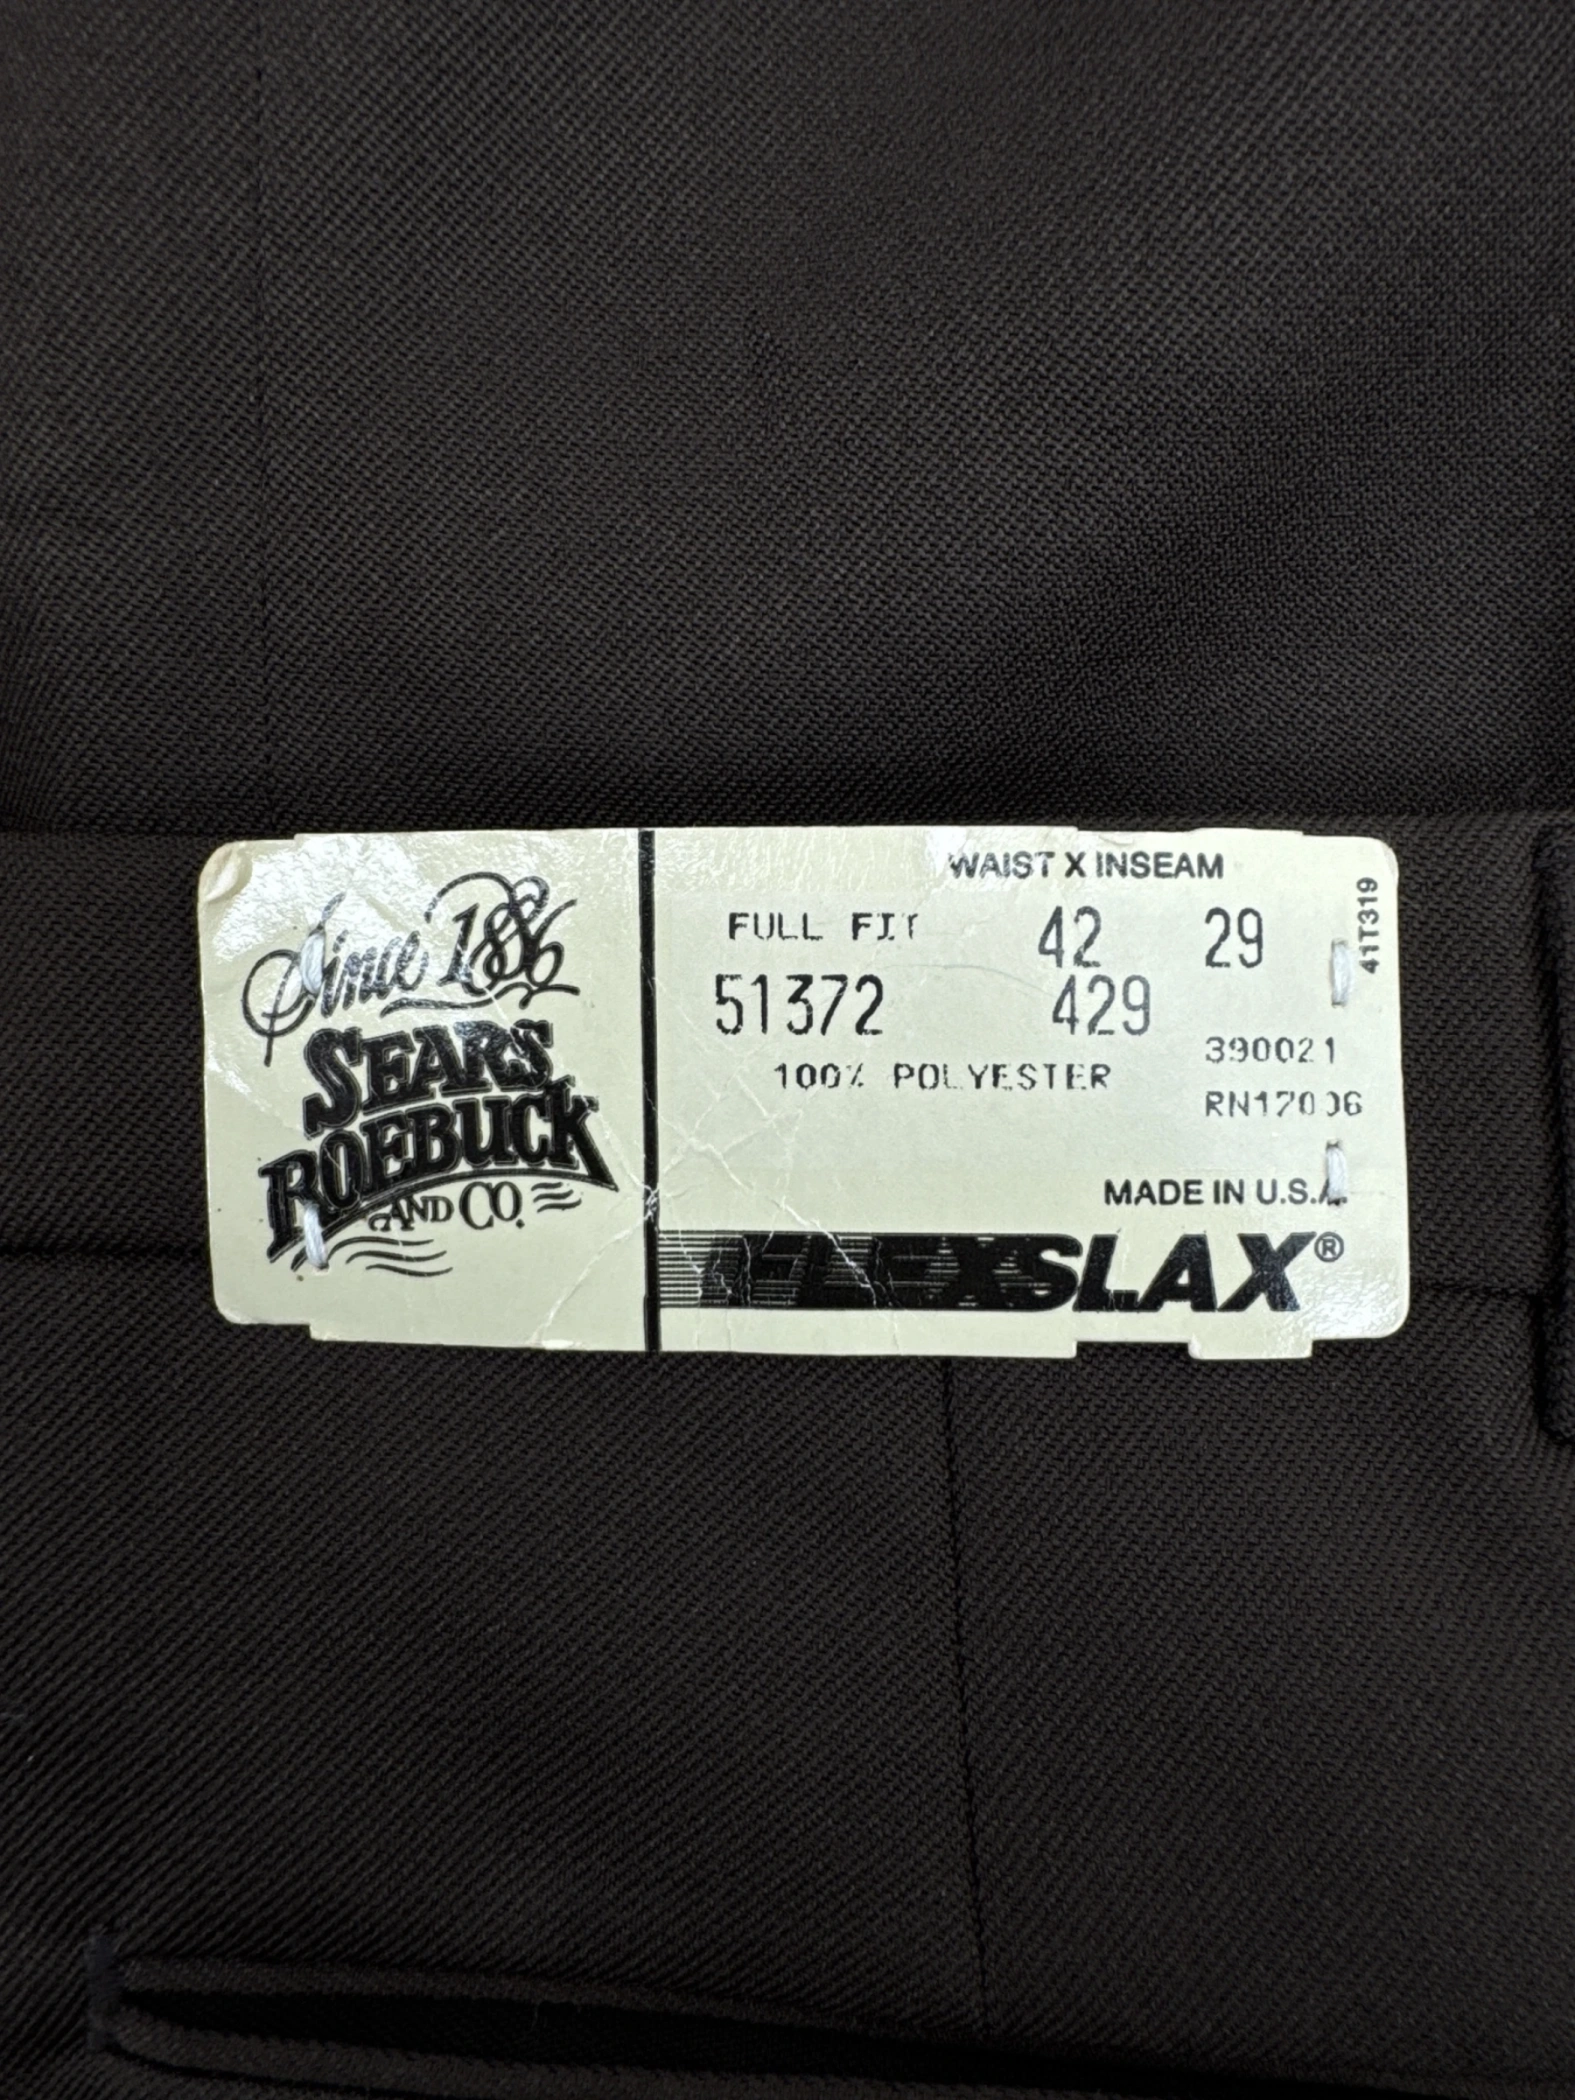 Since 1886
SEARS
ROEBUCK
AND CO.
WAIST X INSEAM
FULL FIT 42 29
51372 429
390021
100% POLYESTER
RN17006
MADE IN U.S.A.
FLEXSLAX®
41T319